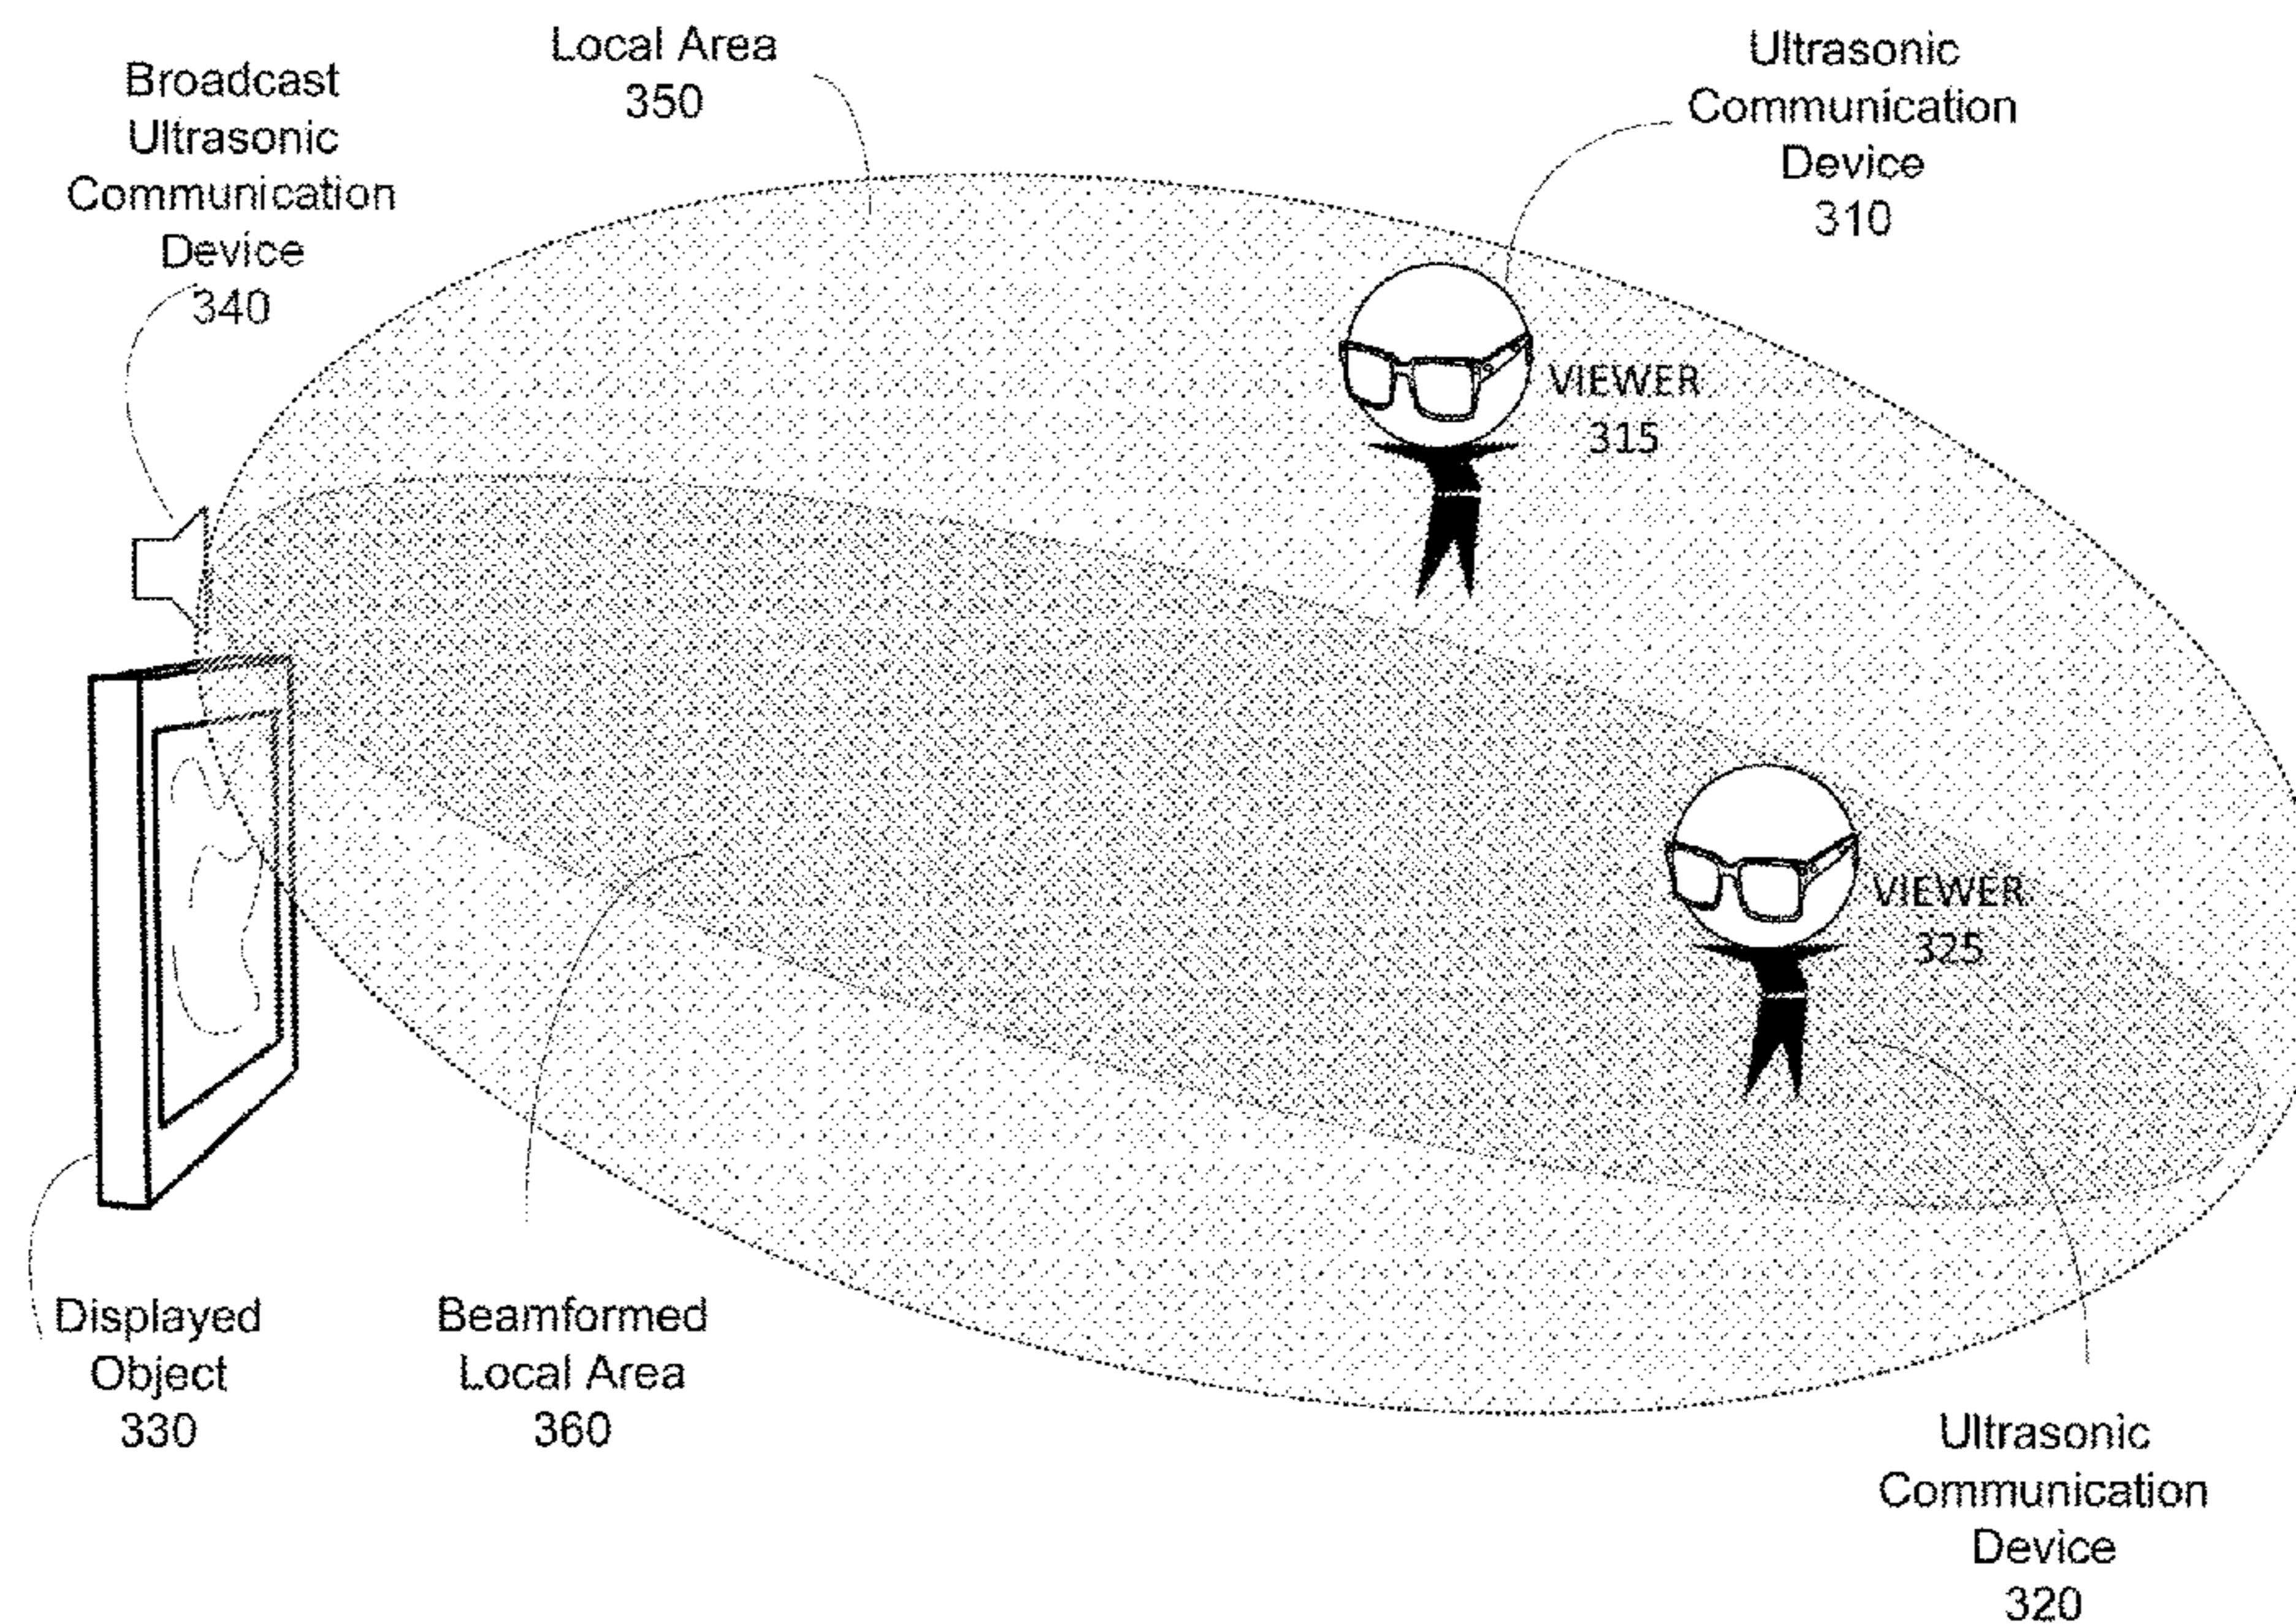 Local Area
350
Broadcast
Ultrasonic
Communication
Device
340
Ultrasonic
Communication
Device
310
VIEWER
315
VIEWER
325
Displayed
Object
330
Beamformed
Local Area
360
Ultrasonic
Communication
Device
320